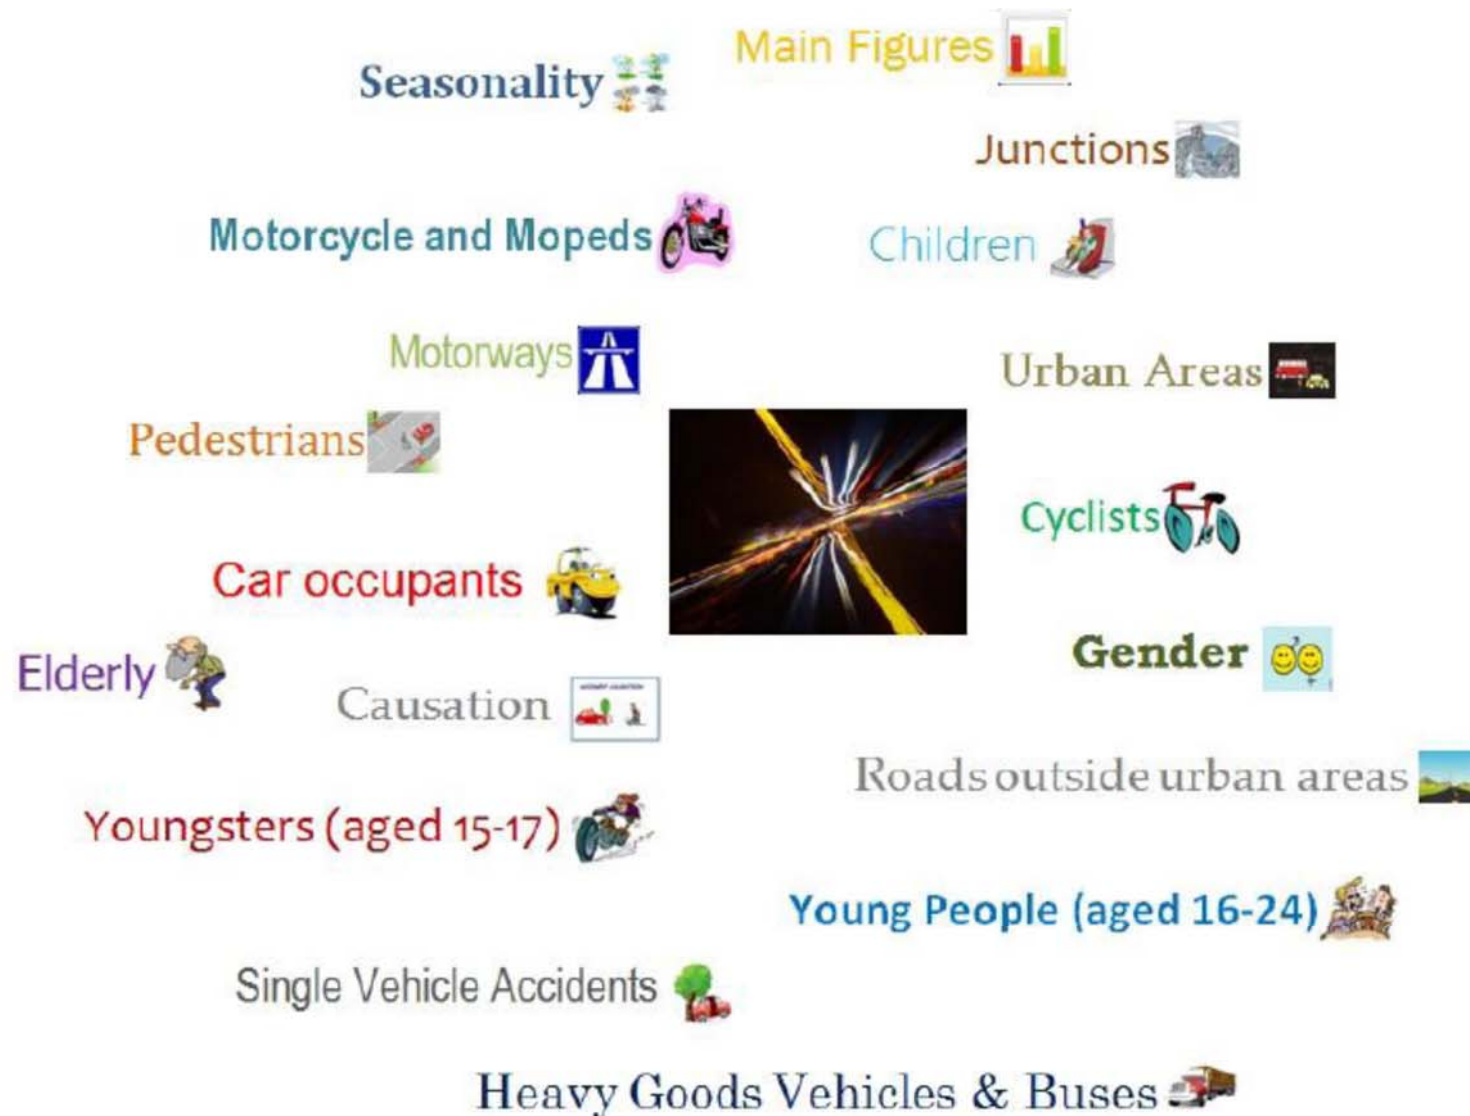 Main Figures
Seasonality
Junctions
Motorcycle and Mopeds
Children
Motorways
Urban Areas
Pedestrians
Cyclists
Car occupants
Gender
Elderly
Causation
Roads outside urban areas
Youngsters (aged 15-17)
Young People (aged 16-24)
Single Vehicle Accidents
Heavy Goods Vehicles & Buses